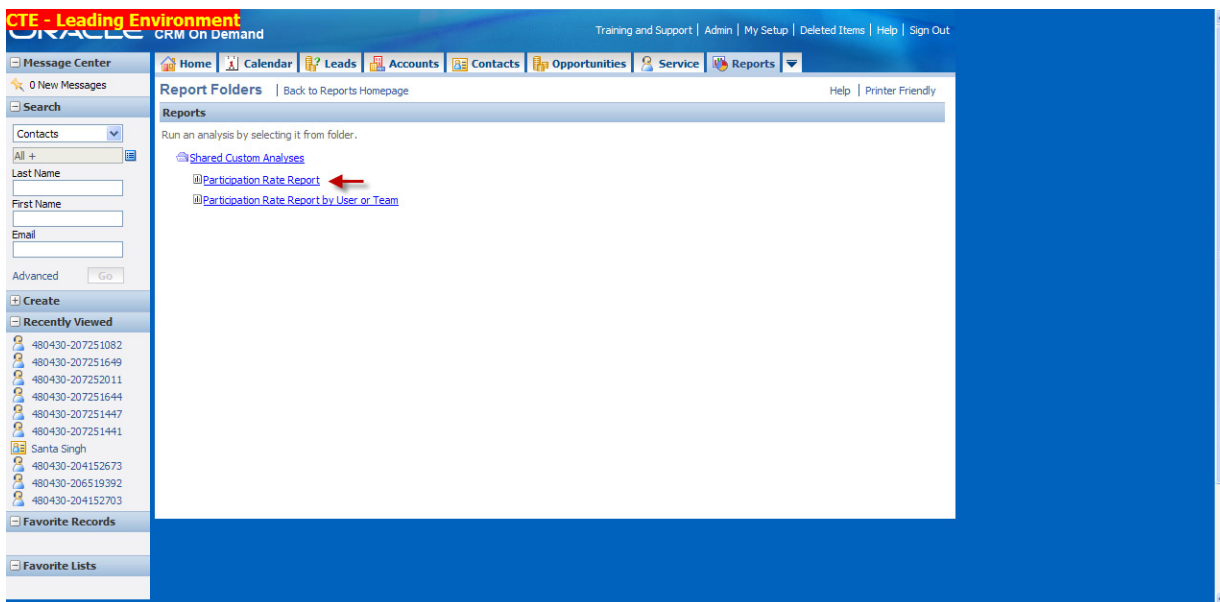 CTE - Leading Environment
ORACLE
CRM On Demand
Training and Support | Admin | My Setup | Deleted Items | Help | Sign Out
Message Center
0 New Messages
Search
Contacts
All +
Last Name
First Name
Email
Advanced Go
Create
Recently Viewed
480430-207251082
480430-207251649
480430-207252011
480430-207251644
480430-207251447
480430-207251441
Santa Singh
480430-204152673
480430-206519392
480430-204152703
Favorite Records
Favorite Lists
Home Calendar Leads Accounts Contacts Opportunities Service Reports
Report Folders | Back to Reports Homepage Help | Printer Friendly
Reports
Run an analysis by selecting it from folder.
Shared Custom Analyses
Participation Rate Report
Participation Rate Report by User or Team